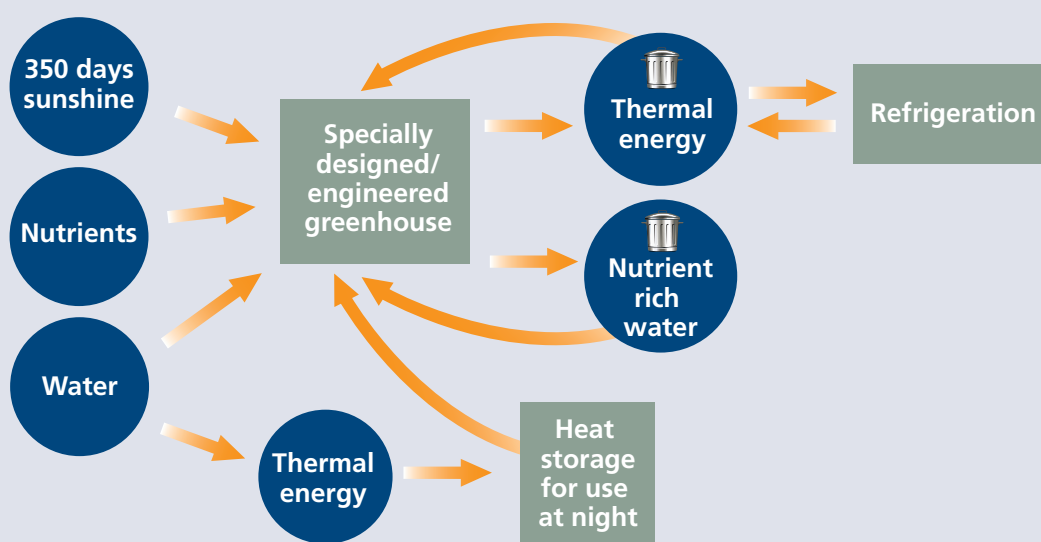 350 days
sunshine
Nutrients
Water
Specially
designed/
engineered
greenhouse
Thermal
energy
Refrigeration
Nutrient
rich
water
Thermal
energy
Heat
storage
for use
at night